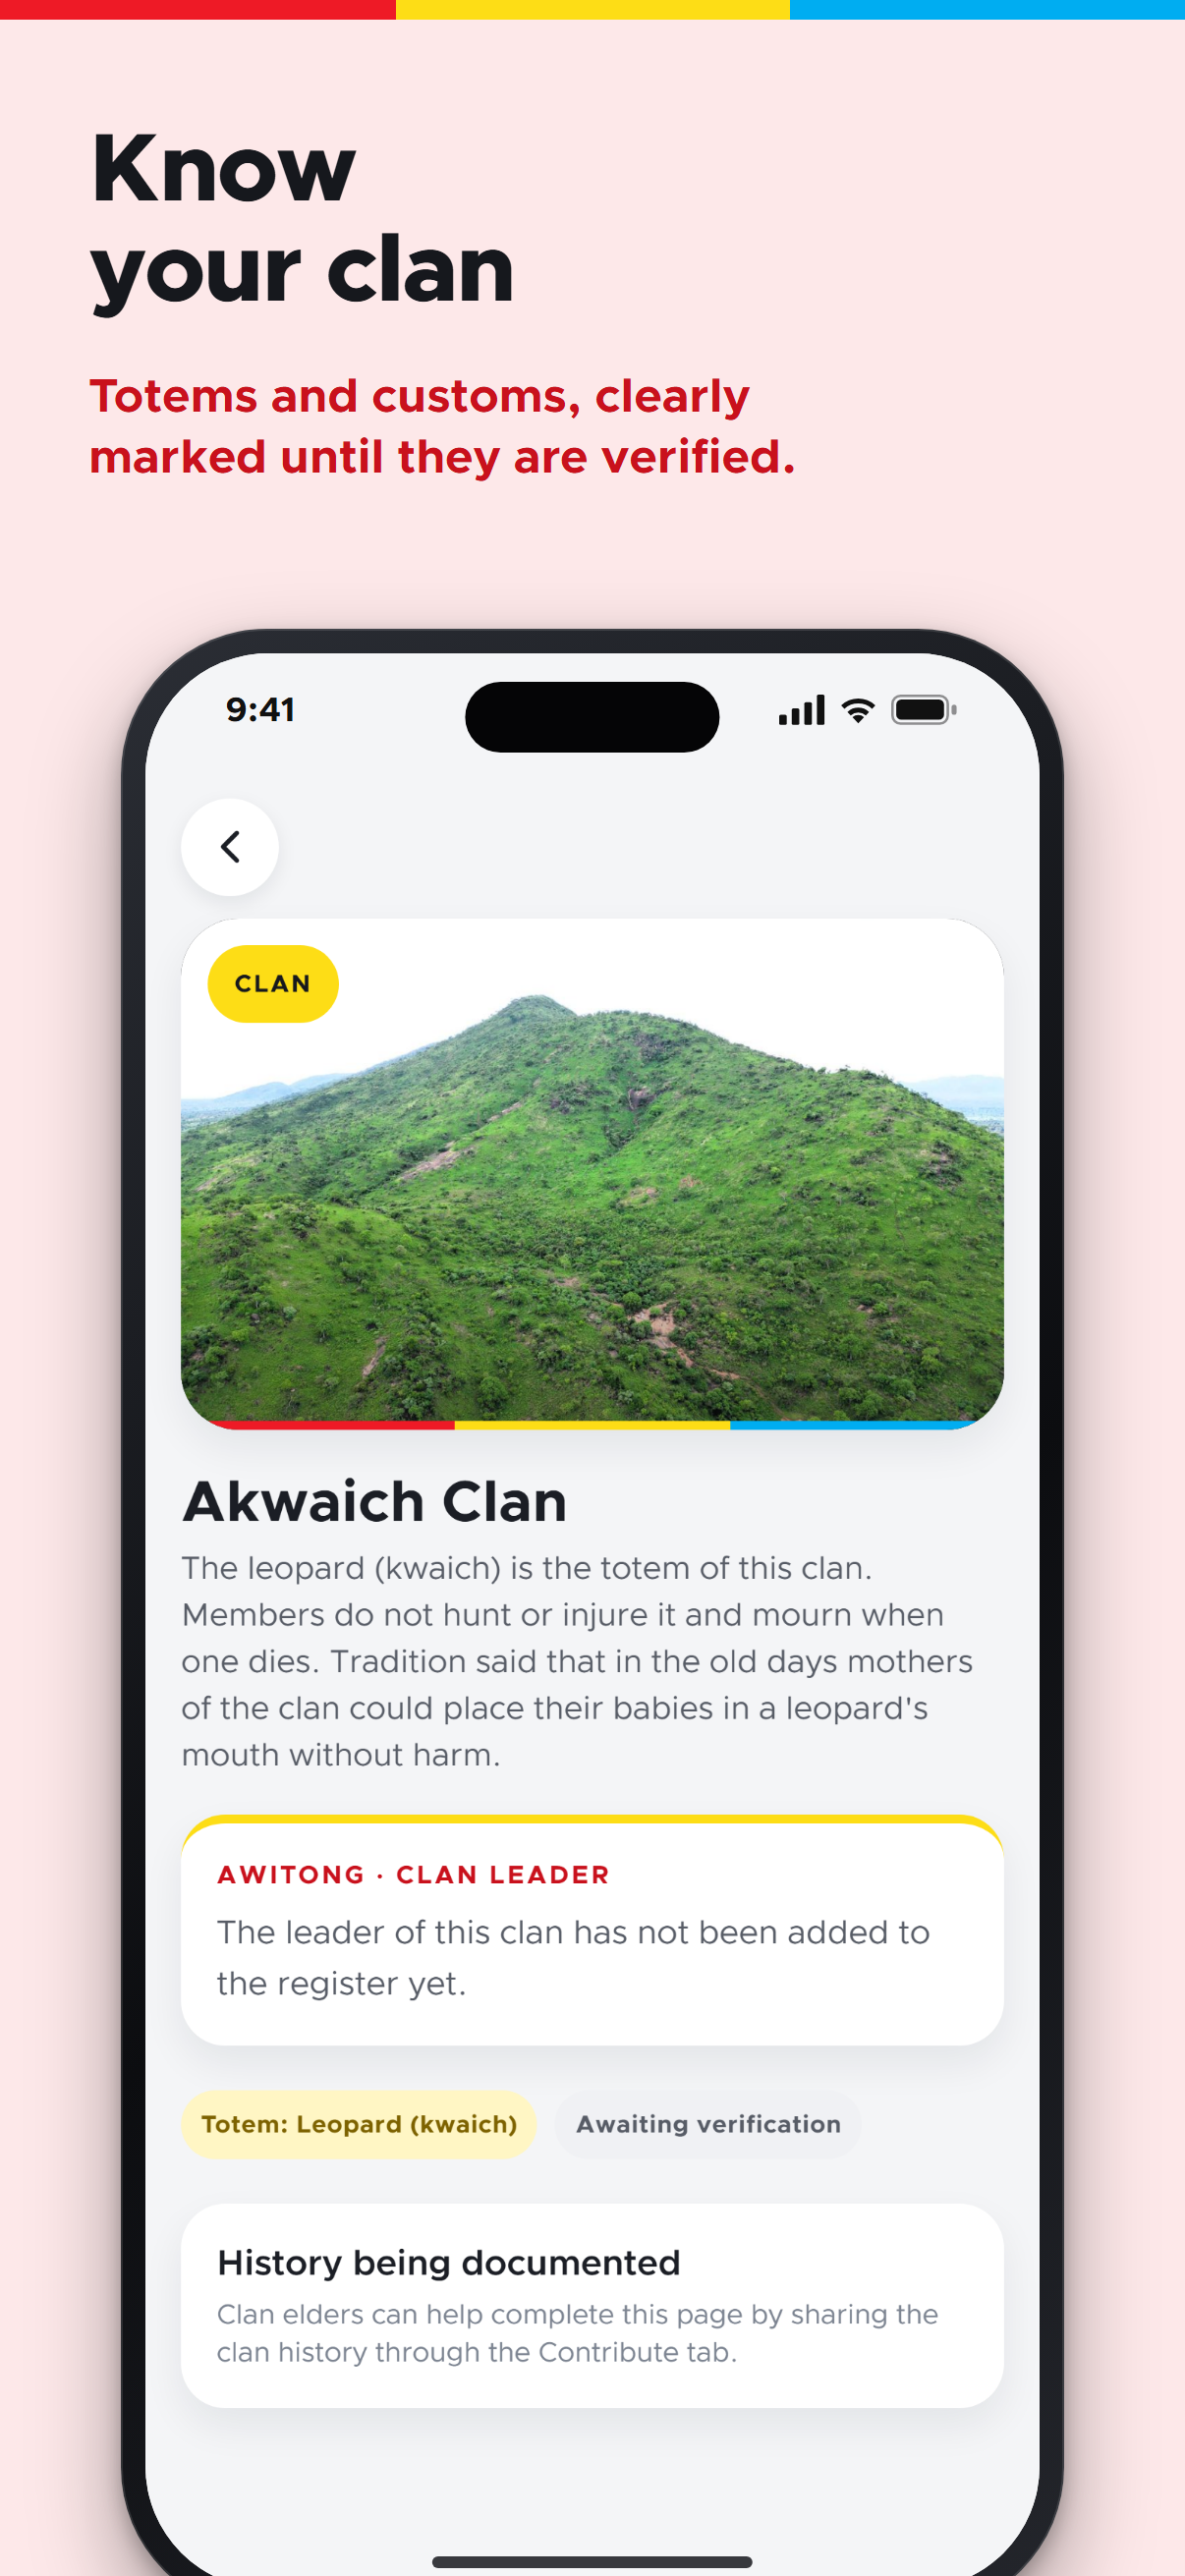 Know
your clan
Totems and customs, clearly
marked until they are verified.
9:41
CLAN
Akwaich Clan
The leopard (kwaich) is the totem of this clan.
Members do not hunt or injure it and mourn when
one dies. Tradition said that in the old days mothers
of the clan could place their babies in a leopard's
mouth without harm.
AWITONG · CLAN LEADER
The leader of this clan has not been added to
the register yet.
Totem: Leopard (kwaich)
Awaiting verification
History being documented
Clan elders can help complete this page by sharing the
clan history through the Contribute tab.